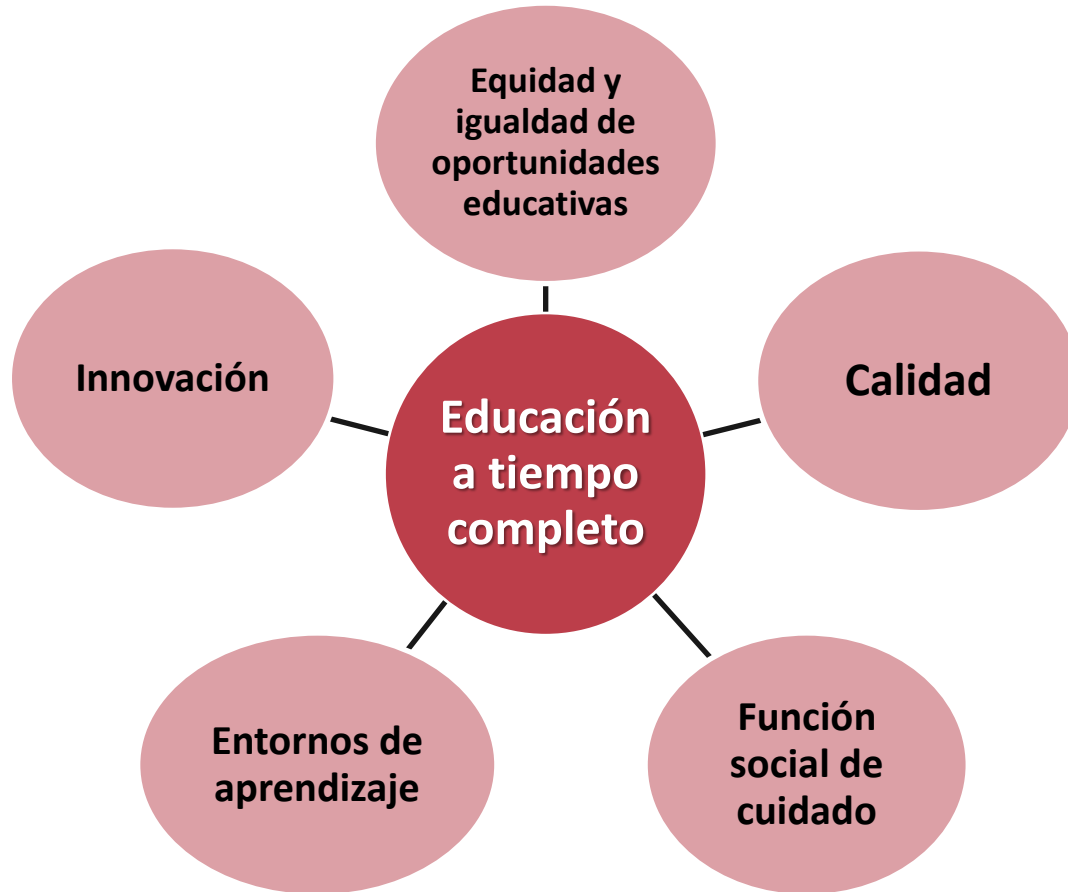 Equidad y
igualdad de
oportunidades
educativas
Innovación
Calidad
Educación
a tiempo
completo
Entornos de
aprendizaje
Función
social de
cuidado